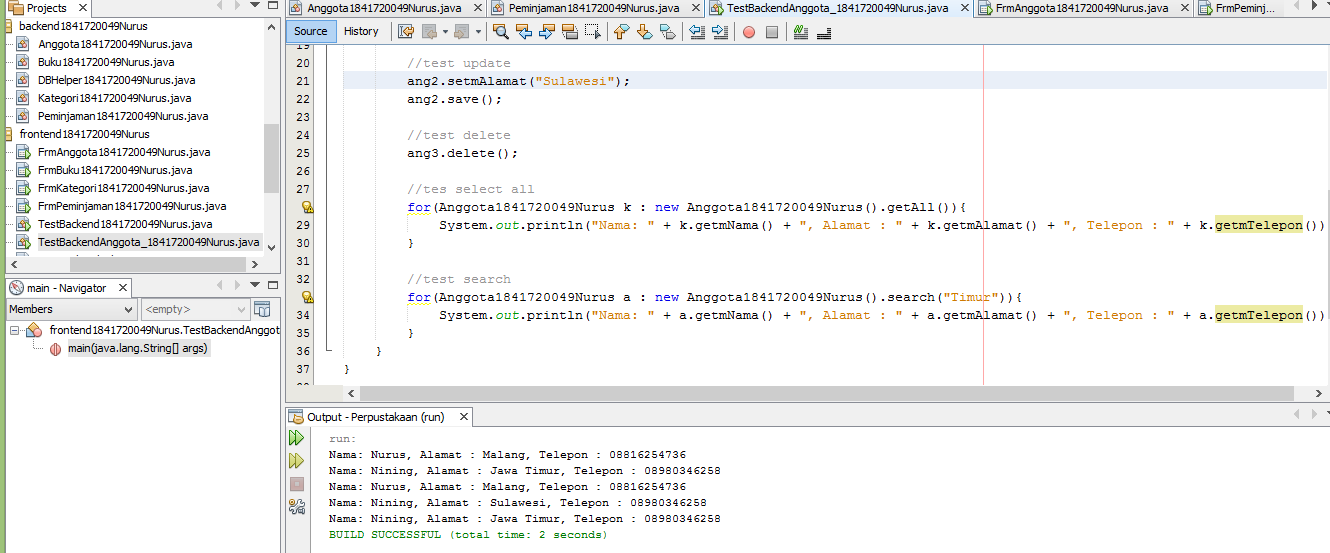 Projects
backend1841720049Nurus
Anggota1841720049Nurus.java
Buku1841720049Nurus.java
DBHelper1841720049Nurus.java
Kategori1841720049Nurus.java
Peminjaman1841720049Nurus.java
frontend1841720049Nurus
FrmAnggota1841720049Nurus.java
FrmBuku1841720049Nurus.java
FrmKategori1841720049Nurus.java
FrmPeminjaman1841720049Nurus.java
TestBackend1841720049Nurus.java
TestBackendAnggota_1841720049Nurus.java
main - Navigator
Members
<empty>
frontend1841720049Nurus.TestBackendAnggot
main(java.lang.String[] args)
Anggota1841720049Nurus.java
Peminjaman1841720049Nurus.java
TestBackendAnggota_1841720049Nurus.java
FrmAnggota1841720049Nurus.java
FrmPeminj...
Source History
19
20 //test update
21 ang2.setmAlamat("Sulawesi");
22 ang2.save();
23
24 //test delete
25 ang3.delete();
26
27 //tes select all
for(Anggota1841720049Nurus k : new Anggota1841720049Nurus().getAll()){
29 System.out.println("Nama: " + k.getmNama() + ", Alamat : " + k.getmAlamat() + ", Telepon : " + k.getmTelepon())
30 }
31
32 //test search
for(Anggota1841720049Nurus a : new Anggota1841720049Nurus().search("Timur")){
34 System.out.println("Nama: " + a.getmNama() + ", Alamat : " + a.getmAlamat() + ", Telepon : " + a.getmTelepon())
35 }
36 }
37 }
Output - Perpustakaan (run)
run:
Nama: Nurus, Alamat : Malang, Telepon : 08816254736
Nama: Nining, Alamat : Jawa Timur, Telepon : 08980346258
Nama: Nurus, Alamat : Malang, Telepon : 08816254736
Nama: Nining, Alamat : Sulawesi, Telepon : 08980346258
Nama: Nining, Alamat : Jawa Timur, Telepon : 08980346258
BUILD SUCCESSFUL (total time: 2 seconds)